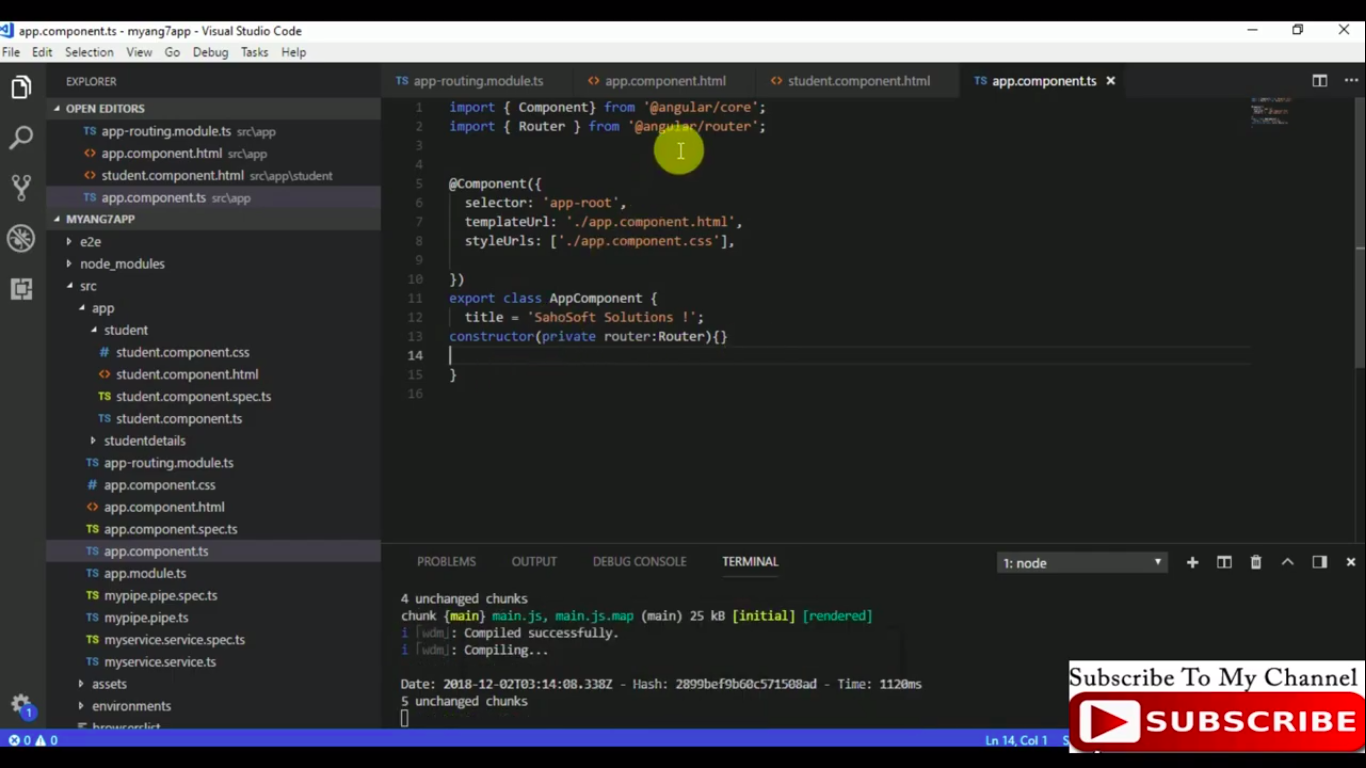 app.component.ts - myang7app - Visual Studio Code
File Edit Selection View Go Debug Tasks Help
EXPLORER
OPEN EDITORS
TS app-routing.module.ts src\app
<> app.component.html src\app
<> student.component.html src\app\student
TS app.component.ts src\app
MYANG7APP
e2e
node_modules
src
app
student
# student.component.css
<> student.component.html
TS student.component.spec.ts
TS student.component.ts
studentdetails
TS app-routing.module.ts
# app.component.css
<> app.component.html
TS app.component.spec.ts
TS app.component.ts
TS app.module.ts
TS mypipe.pipe.spec.ts
TS mypipe.pipe.ts
TS myservice.service.spec.ts
TS myservice.service.ts
assets
environments
browserslist
TS app-routing.module.ts <> app.component.html <> student.component.html TS app.component.ts
1 import { Component} from '@angular/core';
2 import { Router } from '@angular/router';
3
4
5 @Component({
6 selector: 'app-root',
7 templateUrl: './app.component.html',
8 styleUrls: ['./app.component.css'],
9
10 })
11 export class AppComponent {
12 title = 'SahoSoft Solutions !';
13 constructor(private router:Router){}
14
15 }
16
PROBLEMS OUTPUT DEBUG CONSOLE TERMINAL 1: node
4 unchanged chunks
chunk {main} main.js, main.js.map (main) 25 kB [initial] [rendered]
i ｢wdm｣: Compiled successfully.
i ｢wdm｣: Compiling...
Date: 2018-12-02T03:14:08.338Z - Hash: 2899bef9b60c571508ad - Time: 1120ms
5 unchanged chunks
1
0 0 Ln 14, Col 1
Subscribe To My Channel
SUBSCRIBE